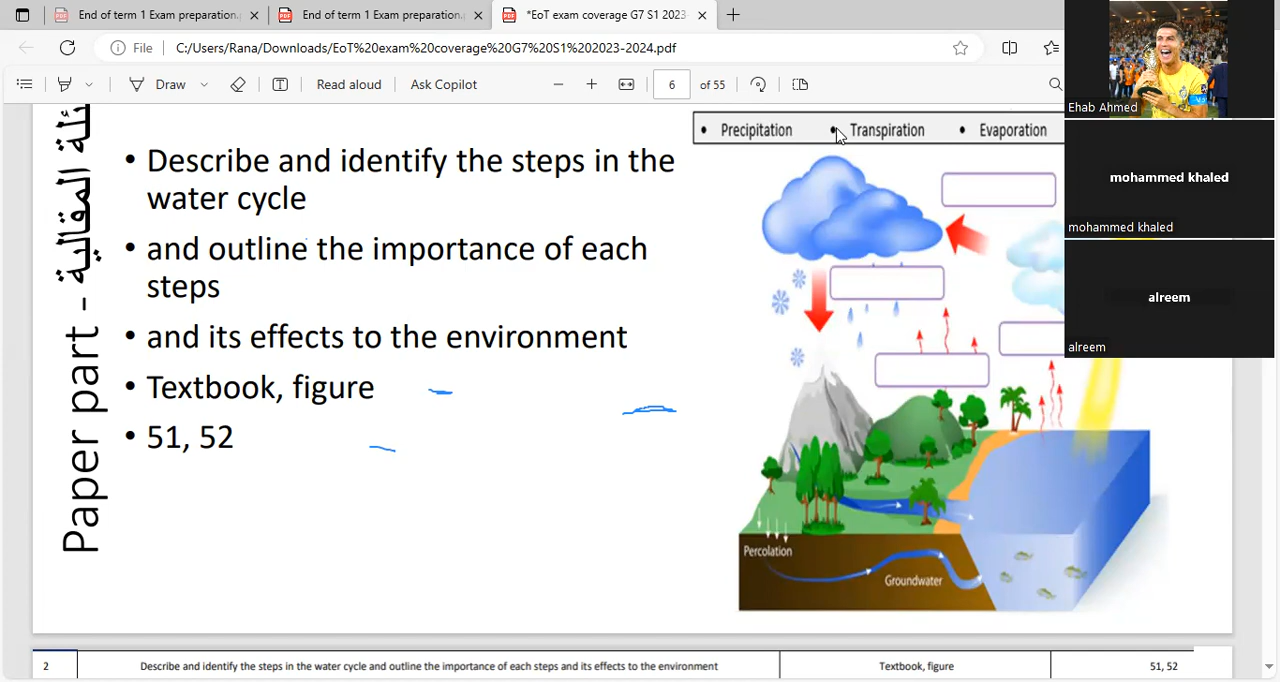 End of term 1 Exam preparation.
End of term 1 Exam preparation.
*EoT exam coverage G7 S1 2023-
File
C:/Users/Rana/Downloads/EoT%20exam%20coverage%20G7%20S1%202023-2024.pdf
Draw
Read aloud
Ask Copilot
6
of 55
Ehab Ahmed
mohammed khaled
mohammed khaled
alreem
alreem
Paper part - المقالية
• Describe and identify the steps in the
water cycle
• and outline the importance of each
steps
• and its effects to the environment
• Textbook, figure
• 51, 52
• Precipitation
• Transpiration
• Evaporation
Percolation
Groundwater
2
Describe and identify the steps in the water cycle and outline the importance of each steps and its effects to the environment
Textbook, figure
51, 52